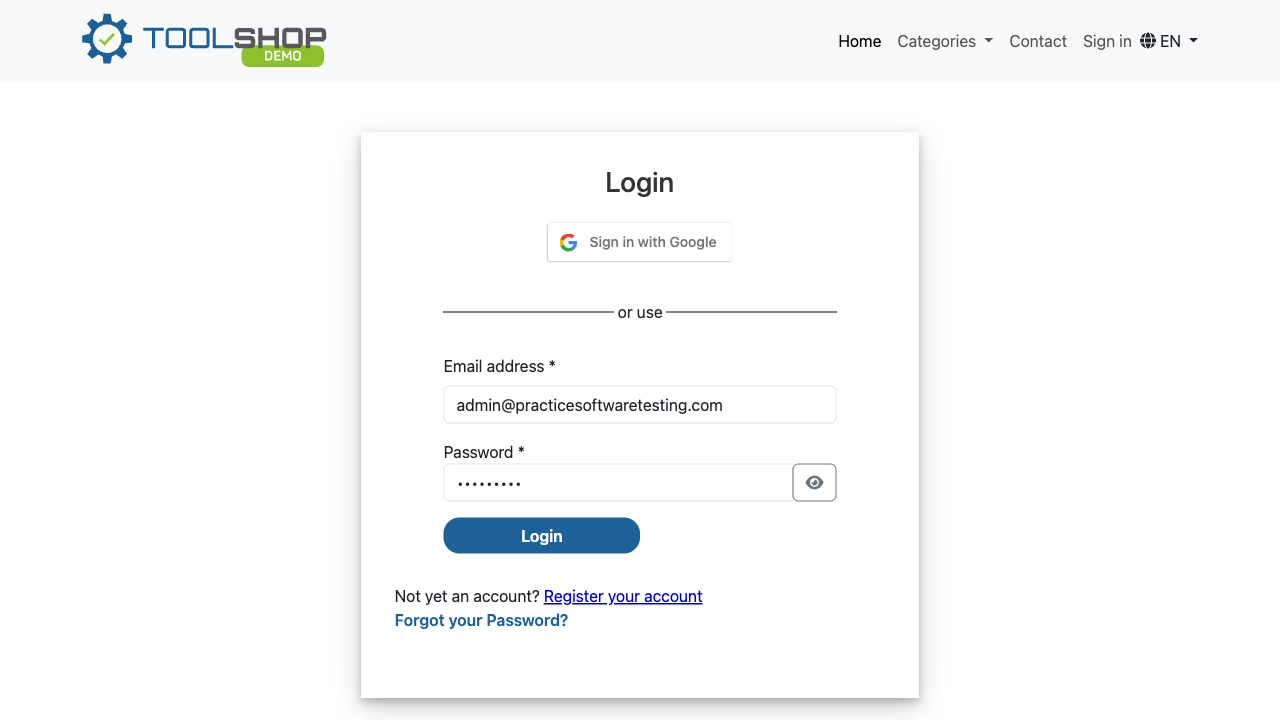 TOOLSHOP
DEMO
Home Categories Contact Sign in EN
Login
Sign in with Google
or use
Email address *
admin@practicesoftwaretesting.com
Password *
•••••••••
Login
Not yet an account? Register your account
Forgot your Password?